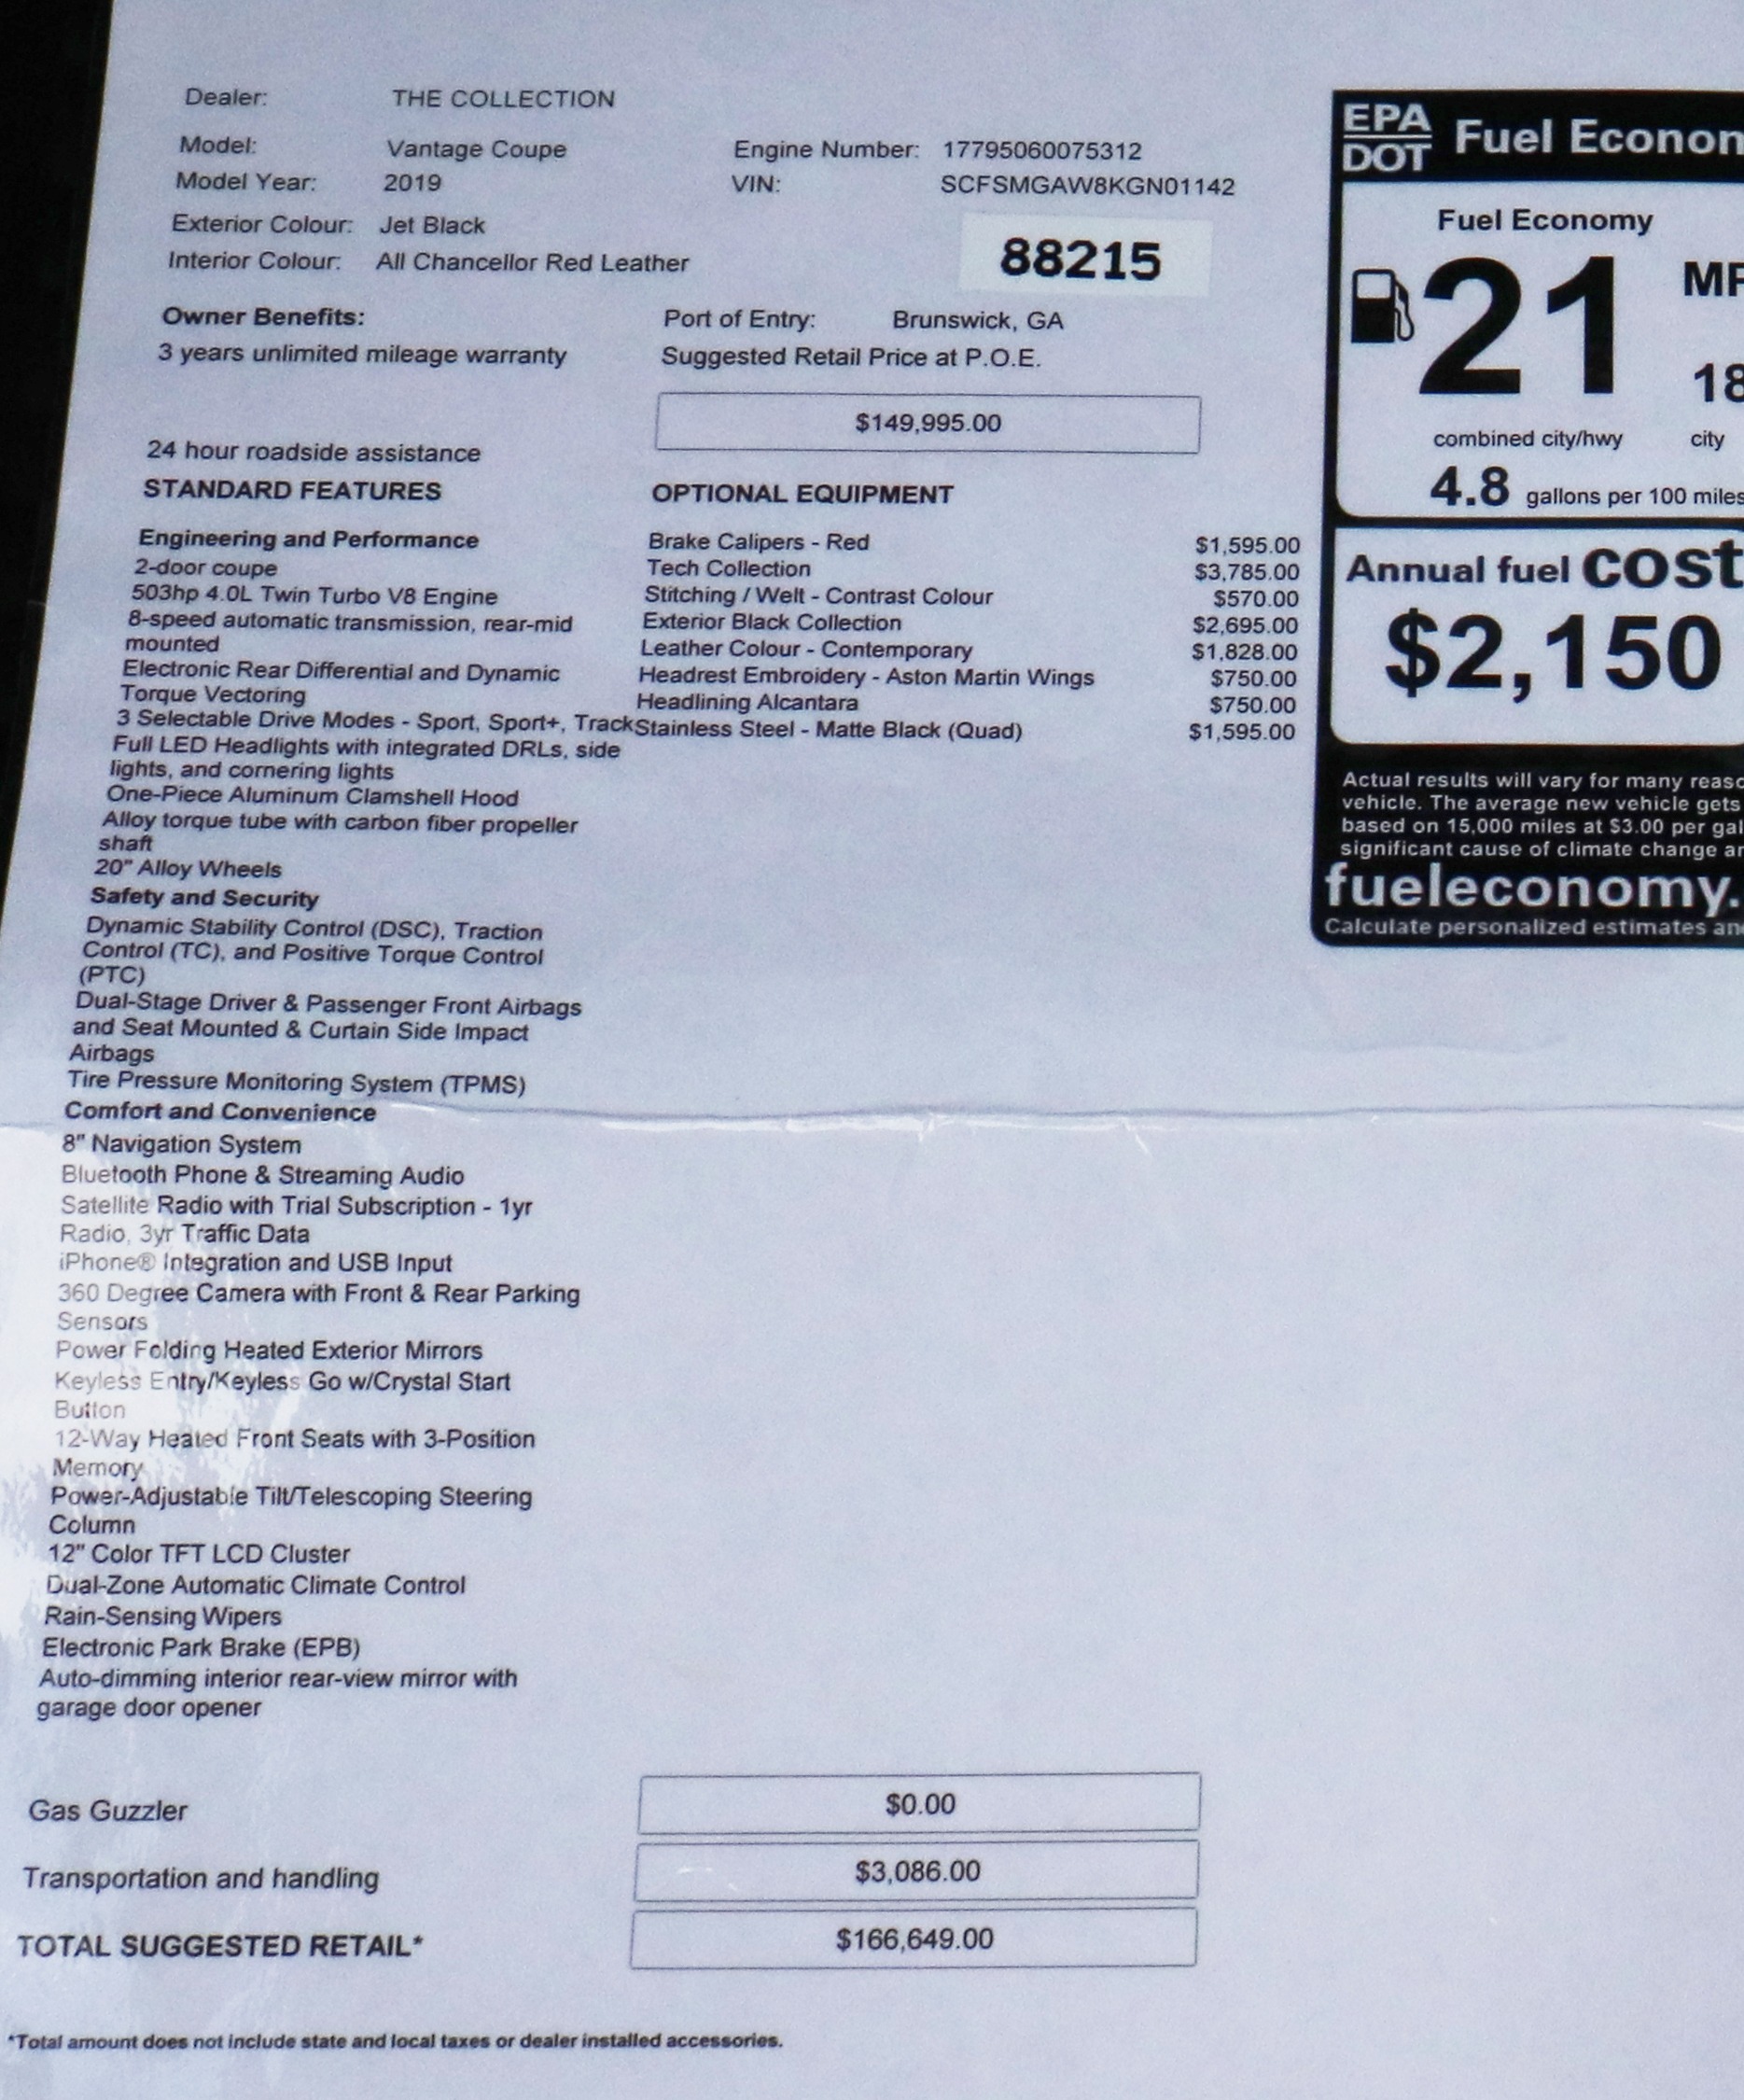 Dealer: THE COLLECTION
Model: Vantage Coupe Engine Number: 17795060075312
Model Year: 2019 VIN: SCFSMGAW8KGN01142
Exterior Colour: Jet Black
Interior Colour: All Chancellor Red Leather
88215
Owner Benefits: Port of Entry: Brunswick, GA
3 years unlimited mileage warranty Suggested Retail Price at P.O.E.
$149,995.00
24 hour roadside assistance
STANDARD FEATURES
Engineering and Performance
2-door coupe
503hp 4.0L Twin Turbo V8 Engine
8-speed automatic transmission, rear-mid
mounted
Electronic Rear Differential and Dynamic
Torque Vectoring
3 Selectable Drive Modes - Sport, Sport+, Track
Full LED Headlights with integrated DRLs, side
lights, and cornering lights
One-Piece Aluminum Clamshell Hood
Alloy torque tube with carbon fiber propeller
shaft
20" Alloy Wheels
Safety and Security
Dynamic Stability Control (DSC), Traction
Control (TC), and Positive Torque Control
(PTC)
Dual-Stage Driver & Passenger Front Airbags
and Seat Mounted & Curtain Side Impact
Airbags
Tire Pressure Monitoring System (TPMS)
Comfort and Convenience
8" Navigation System
Bluetooth Phone & Streaming Audio
Satellite Radio with Trial Subscription - 1yr
Radio, 3yr Traffic Data
iPhone® Integration and USB Input
360 Degree Camera with Front & Rear Parking
Sensors
Power Folding Heated Exterior Mirrors
Keyless Entry/Keyless Go w/Crystal Start
Button
12-Way Heated Front Seats with 3-Position
Memory
Power-Adjustable Tilt/Telescoping Steering
Column
12" Color TFT LCD Cluster
Dual-Zone Automatic Climate Control
Rain-Sensing Wipers
Electronic Park Brake (EPB)
Auto-dimming interior rear-view mirror with
garage door opener
OPTIONAL EQUIPMENT
Brake Calipers - Red $1,595.00
Tech Collection $3,785.00
Stitching / Welt - Contrast Colour $570.00
Exterior Black Collection $2,695.00
Leather Colour - Contemporary $1,828.00
Headrest Embroidery - Aston Martin Wings $750.00
Headlining Alcantara $750.00
Stainless Steel - Matte Black (Quad) $1,595.00
Gas Guzzler $0.00
Transportation and handling $3,086.00
TOTAL SUGGESTED RETAIL* $166,649.00
*Total amount does not include state and local taxes or dealer installed accessories.
EPA
DOT
Fuel Econon
Fuel Economy
21 MP
18
combined city/hwy city
4.8 gallons per 100 miles
Annual fuel cost
$2,150
Actual results will vary for many reaso
vehicle. The average new vehicle gets
based on 15,000 miles at $3.00 per gal
significant cause of climate change an
fueleconomy.
Calculate personalized estimates and